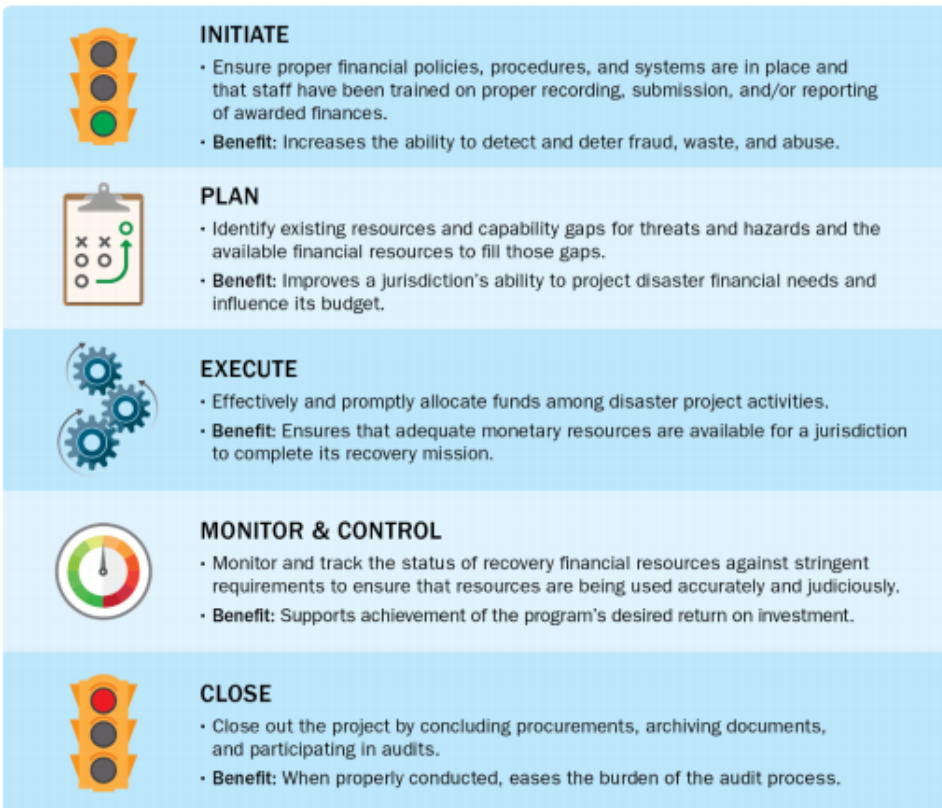 INITIATE
• Ensure proper financial policies, procedures, and systems are in place and
that staff have been trained on proper recording, submission, and/or reporting
of awarded finances.
• Benefit: Increases the ability to detect and deter fraud, waste, and abuse.
PLAN
• Identify existing resources and capability gaps for threats and hazards and the
available financial resources to fill those gaps.
• Benefit: Improves a jurisdiction's ability to project disaster financial needs and
influence its budget.
EXECUTE
• Effectively and promptly allocate funds among disaster project activities.
• Benefit: Ensures that adequate monetary resources are available for a jurisdiction
to complete its recovery mission.
MONITOR & CONTROL
• Monitor and track the status of recovery financial resources against stringent
requirements to ensure that resources are being used accurately and judiciously.
• Benefit: Supports achievement of the program's desired return on investment.
CLOSE
• Close out the project by concluding procurements, archiving documents,
and participating in audits.
• Benefit: When properly conducted, eases the burden of the audit process.